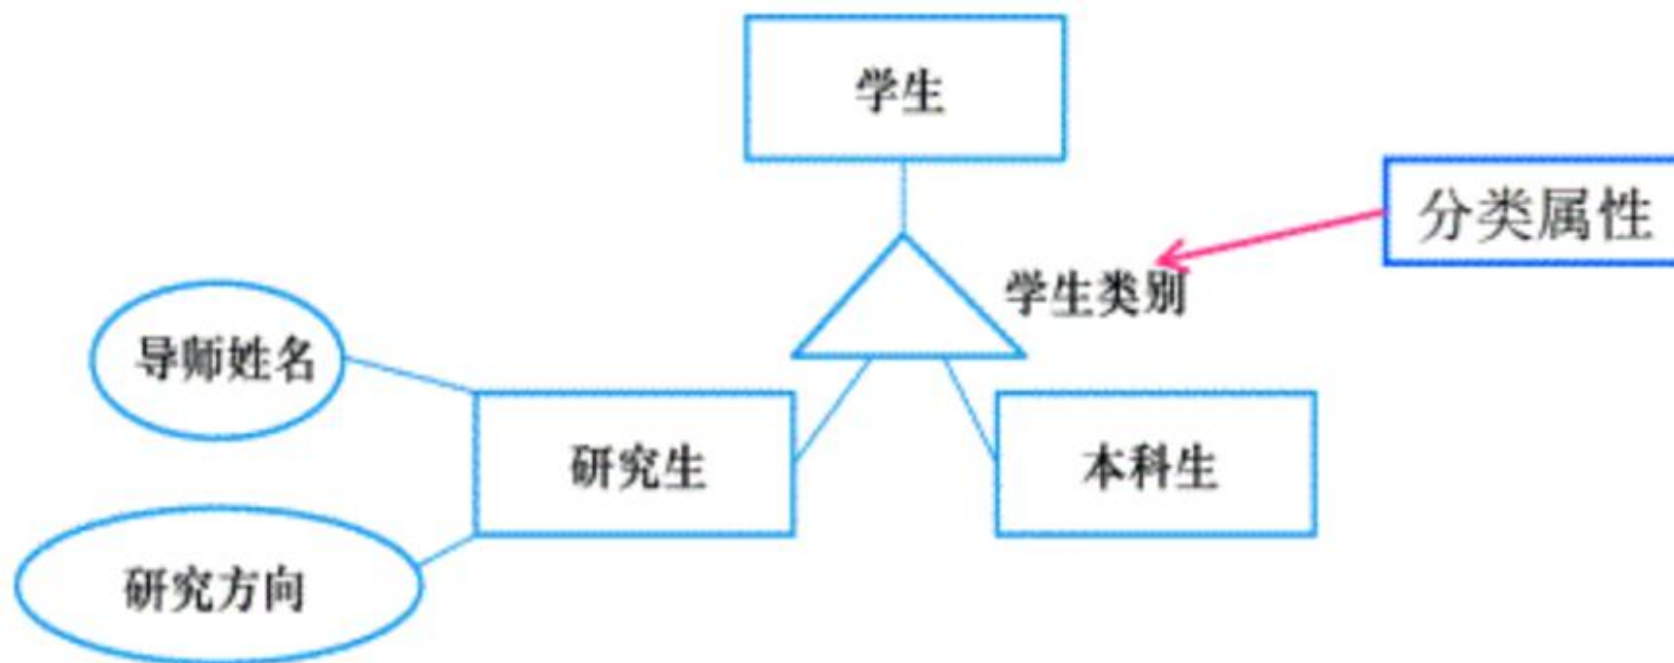 学生
分类属性
学生类别
导师姓名
研究生
本科生
研究方向